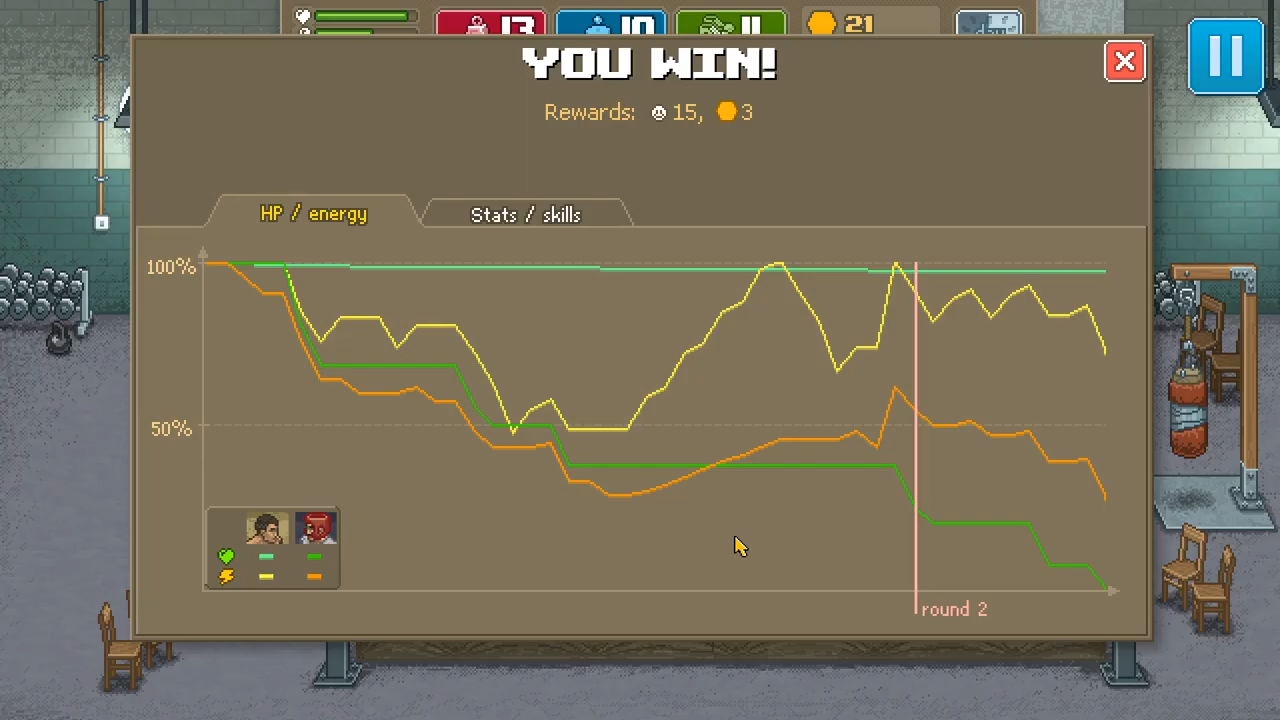 13 10 11 21
YOU WIN!
Rewards: 15, 3
HP / energy Stats / skills
100%
50%
round 2